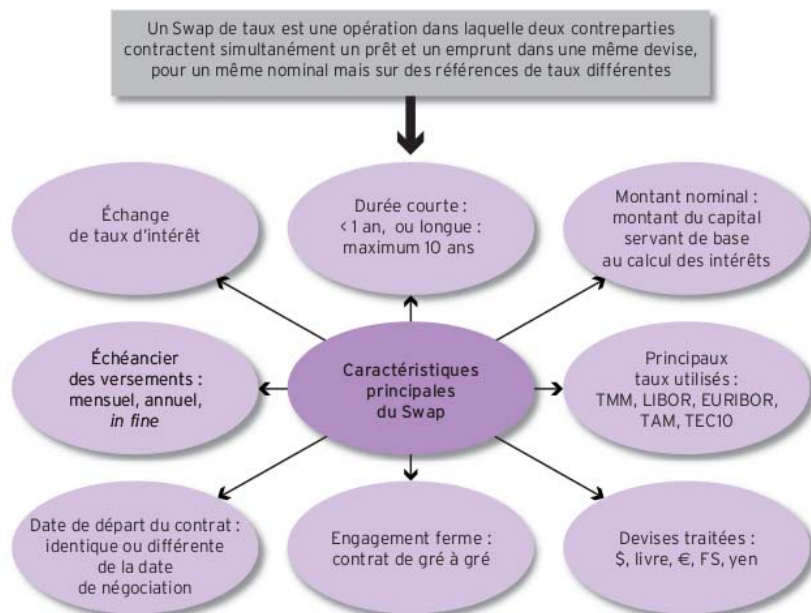 Un Swap de taux est une opération dans laquelle deux contreparties
contractent simultanément un prêt et un emprunt dans une même devise,
pour un même nominal mais sur des références de taux différentes
Échange
de taux d'intérêt
Durée courte :
< 1 an, ou longue :
maximum 10 ans
Montant nominal :
montant du capital
servant de base
au calcul des intérêts
Échéancier
des versements :
mensuel, annuel,
in fine
Caractéristiques
principales
du Swap
Principaux
taux utilisés :
TMM, LIBOR, EURIBOR,
TAM, TEC10
Date de départ du contrat :
identique ou différente
de la date
de négociation
Engagement ferme :
contrat de gré à gré
Devises traitées :
$, livre, €, FS, yen